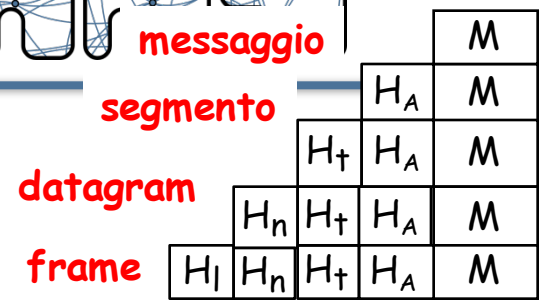 messaggio M
segmento H_A M
H_t H_A M
datagram H_n H_t H_A M
frame H_l H_n H_t H_A M